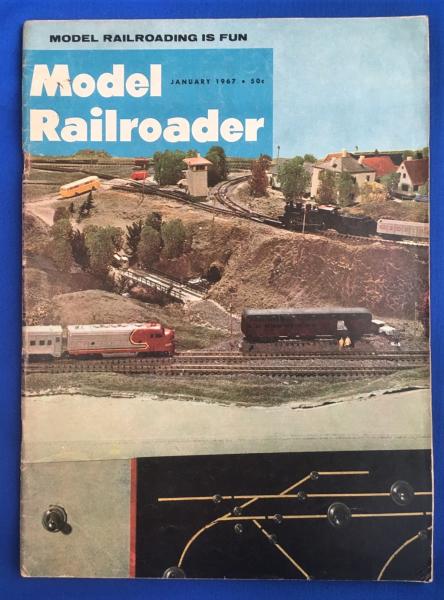 MODEL RAILROADING IS FUN
Model
JANUARY 1967 • 50¢
Railroader